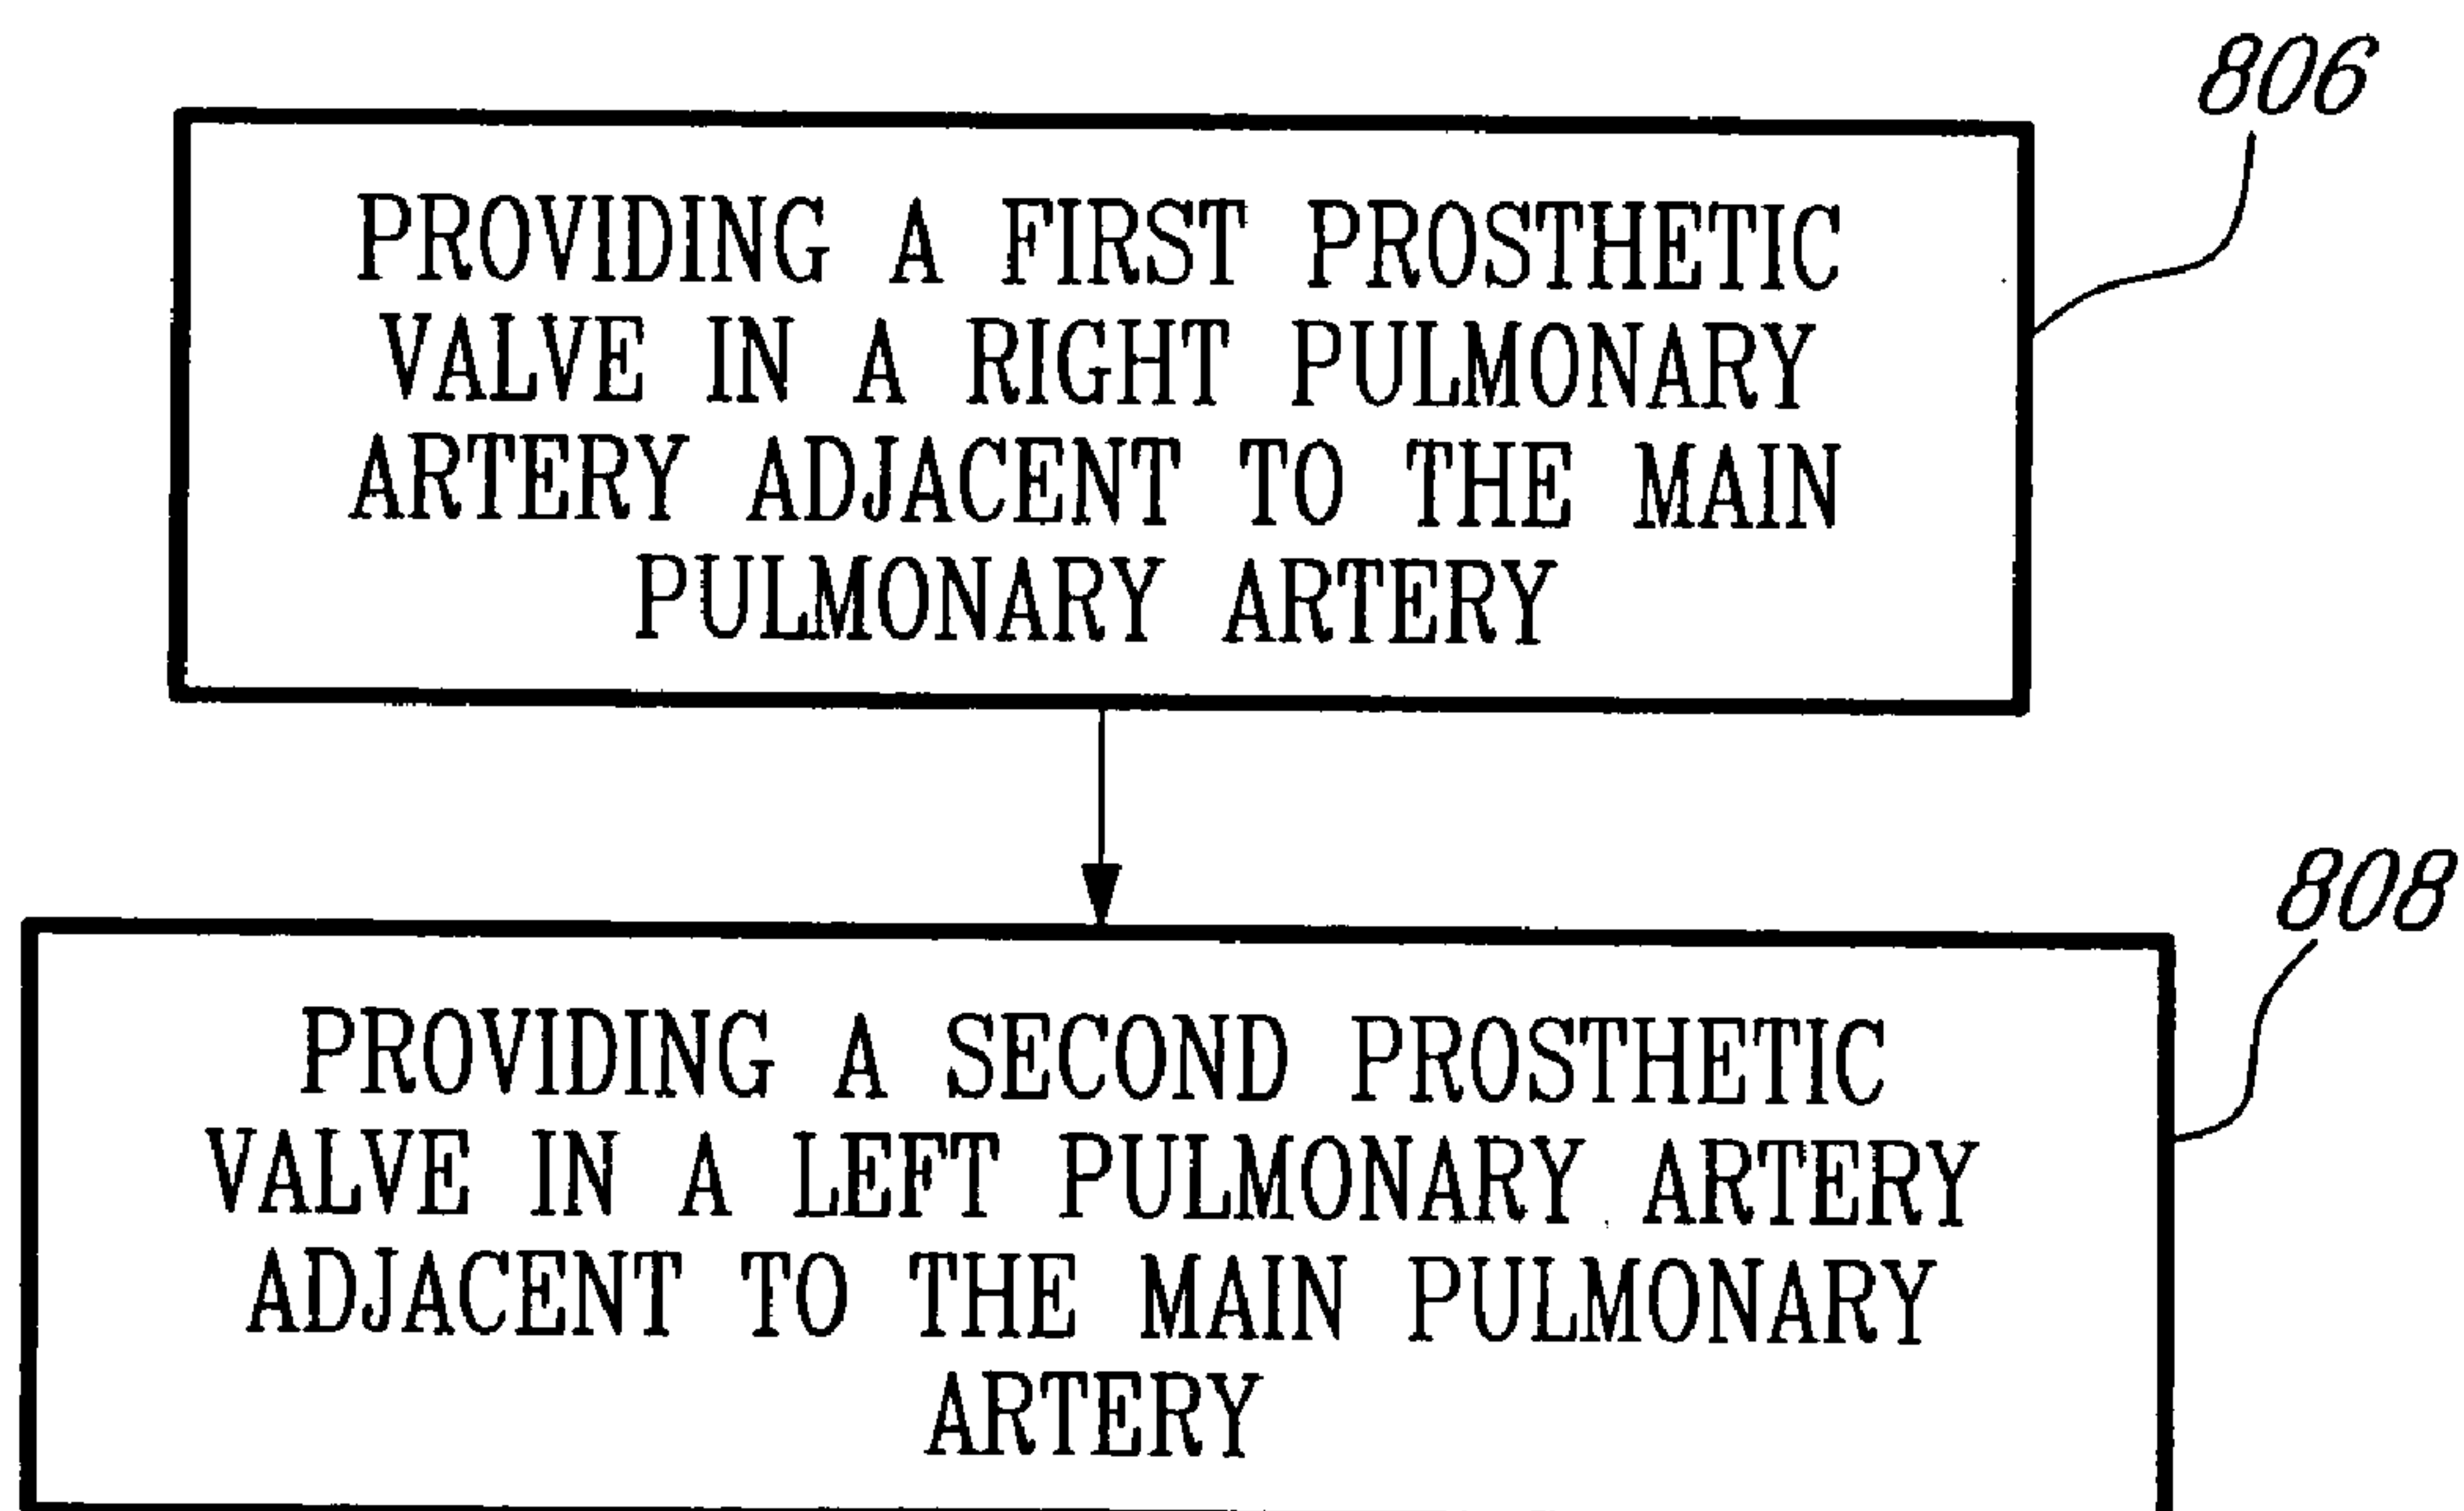 806
PROVIDING A FIRST PROSTHETIC
VALVE IN A RIGHT PULMONARY
ARTERY ADJACENT TO THE MAIN
PULMONARY ARTERY
808
PROVIDING A SECOND PROSTHETIC
VALVE IN A LEFT PULMONARY ARTERY
ADJACENT TO THE MAIN PULMONARY
ARTERY